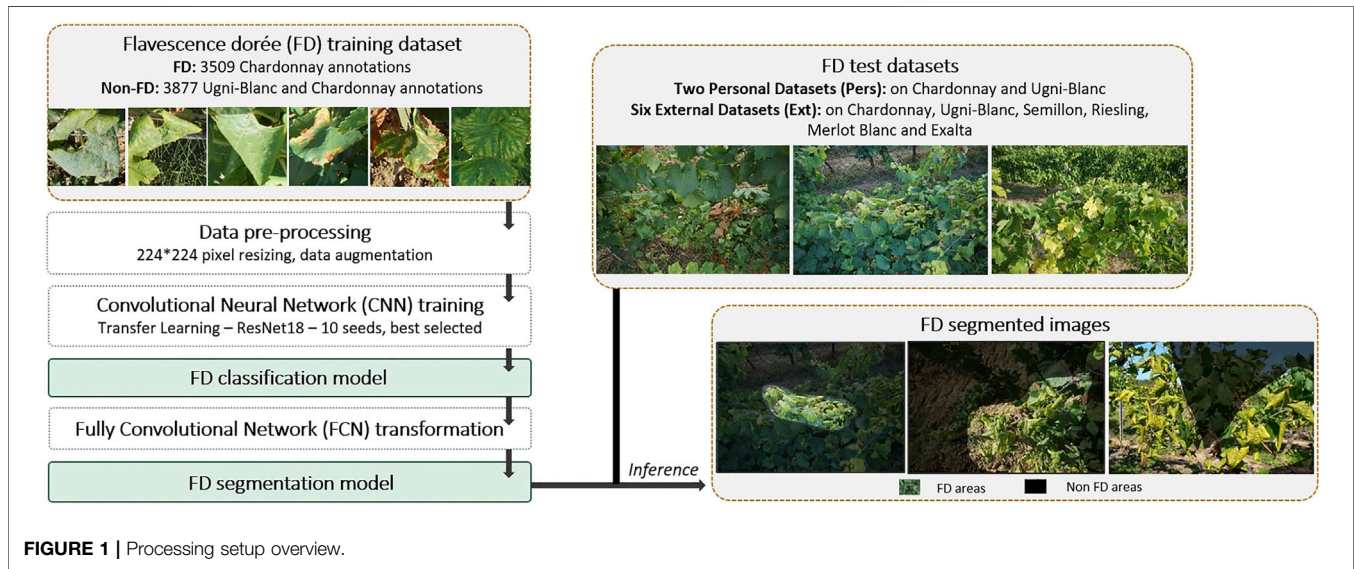 Flavescence dorée (FD) training dataset
FD: 3509 Chardonnay annotations
Non-FD: 3877 Ugni-Blanc and Chardonnay annotations
Data pre-processing
224*224 pixel resizing, data augmentation
Convolutional Neural Network (CNN) training
Transfer Learning – ResNet18 – 10 seeds, best selected
FD classification model
Fully Convolutional Network (FCN) transformation
FD segmentation model
FD test datasets
Two Personal Datasets (Pers): on Chardonnay and Ugni-Blanc
Six External Datasets (Ext): on Chardonnay, Ugni-Blanc, Semillon, Riesling,
Merlot Blanc and Exalta
Inference
FD segmented images
FD areas
Non FD areas
FIGURE 1 | Processing setup overview.